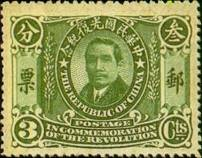 分 中華民國光復紀念 叁
票 郵
THE REPUBLIC OF CHINA
POSTAGE
3 IN COMMEMORATION Cts
OF THE REVOLUTION